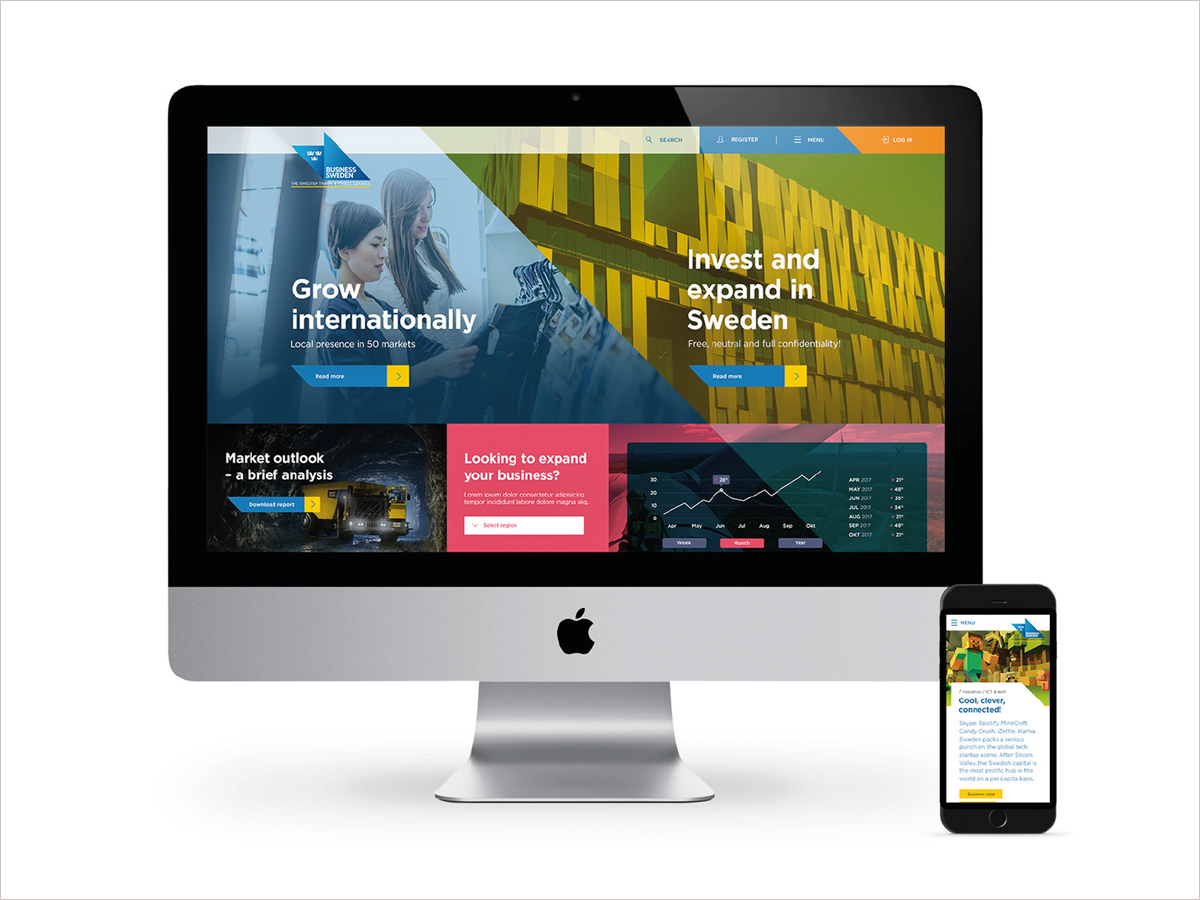 SEARCH
REGISTER
MENU
LOG IN
BUSINESS
SWEDEN
THE SWEDISH TRADE & INVEST COUNCIL
Grow
internationally
Local presence in 50 markets
Read more
Invest and
expand in
Sweden
Free, neutral and full confidentiality!
Read more
Market outlook
– a brief analysis
Download report
Looking to expand
your business?
Lorem ipsum dolor consectetur adipisicing
tempor incididunt labore dolore magna aliq.
Select region
30
20
10
0
28°
Apr May Jun Jul Aug Sep Okt
Week Month Year
APR 2017 21°
MAY 2017 48°
JUN 2017 35°
JUL 2017 34°
AUG 2017 21°
SEP 2017 48°
OKT 2017 21°
MENU
BUSINESS
SWEDEN
/ Industries / ICT & tech
Cool, clever,
connected!
Skype. Spotify. MineCraft.
Candy Crush. iZettle. Klarna.
Sweden packs a serious
punch on the global tech
startup scene. After Silicon
Valley, the Swedish capital is
the most prolific hub in the
world on a per capita basis.
Business case